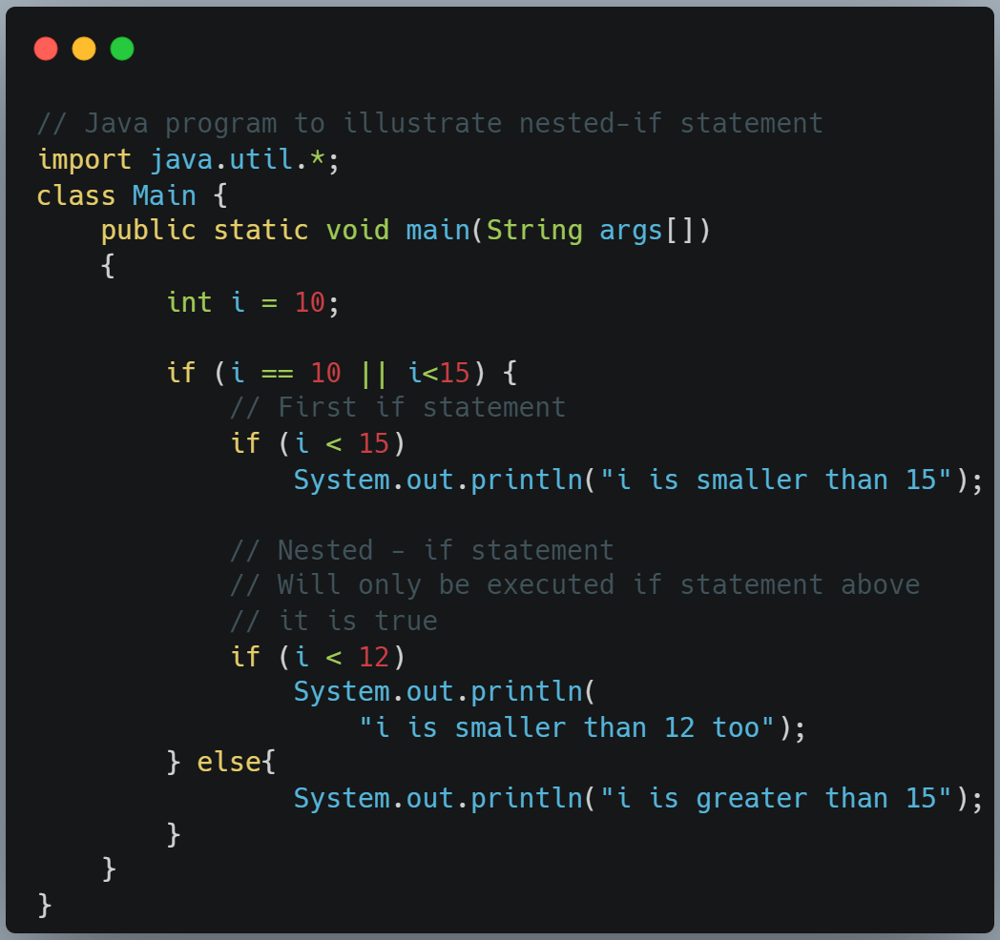 // Java program to illustrate nested-if statement
import java.util.*;
class Main {
    public static void main(String args[])
    {
        int i = 10;

        if (i == 10 || i<15) {
            // First if statement
            if (i < 15)
                System.out.println("i is smaller than 15");

            // Nested - if statement
            // Will only be executed if statement above
            // it is true
            if (i < 12)
                System.out.println(
                    "i is smaller than 12 too");
        } else{
                System.out.println("i is greater than 15");
        }
    }
}